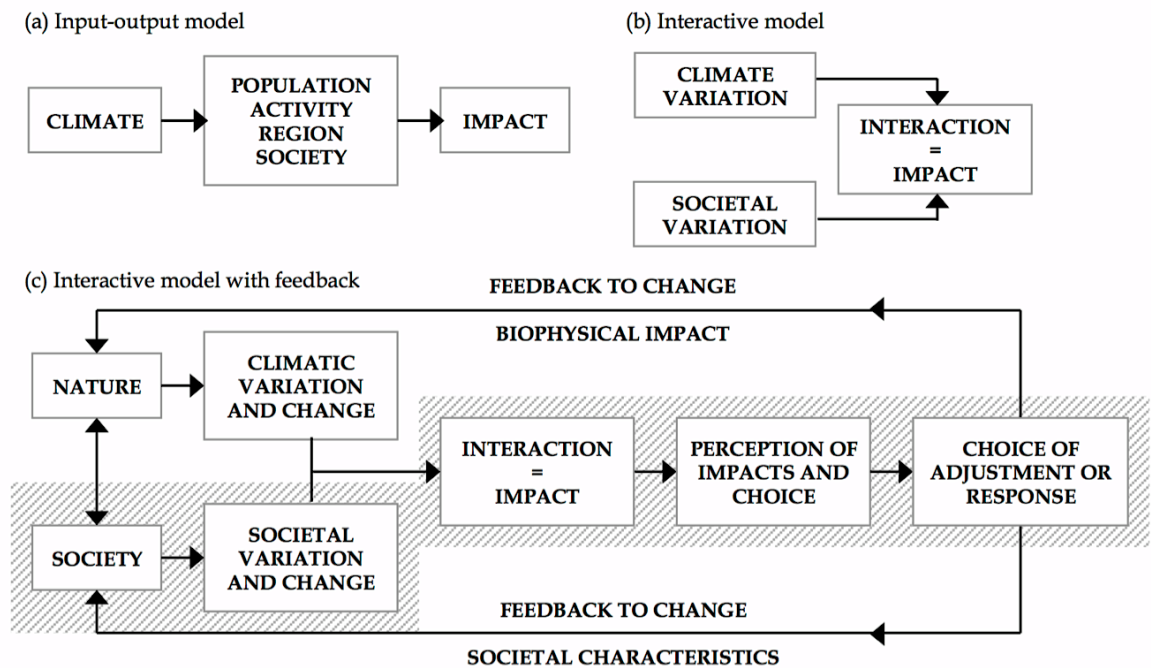 (a) Input-output model
CLIMATE
POPULATION
ACTIVITY
REGION
SOCIETY
IMPACT
(b) Interactive model
CLIMATE
VARIATION
SOCIETAL
VARIATION
INTERACTION
=
IMPACT
(c) Interactive model with feedback
FEEDBACK TO CHANGE
BIOPHYSICAL IMPACT
NATURE
CLIMATIC
VARIATION
AND CHANGE
SOCIETY
SOCIETAL
VARIATION
AND CHANGE
INTERACTION
=
IMPACT
PERCEPTION OF
IMPACTS AND
CHOICE
CHOICE OF
ADJUSTMENT OR
RESPONSE
FEEDBACK TO CHANGE
SOCIETAL CHARACTERISTICS